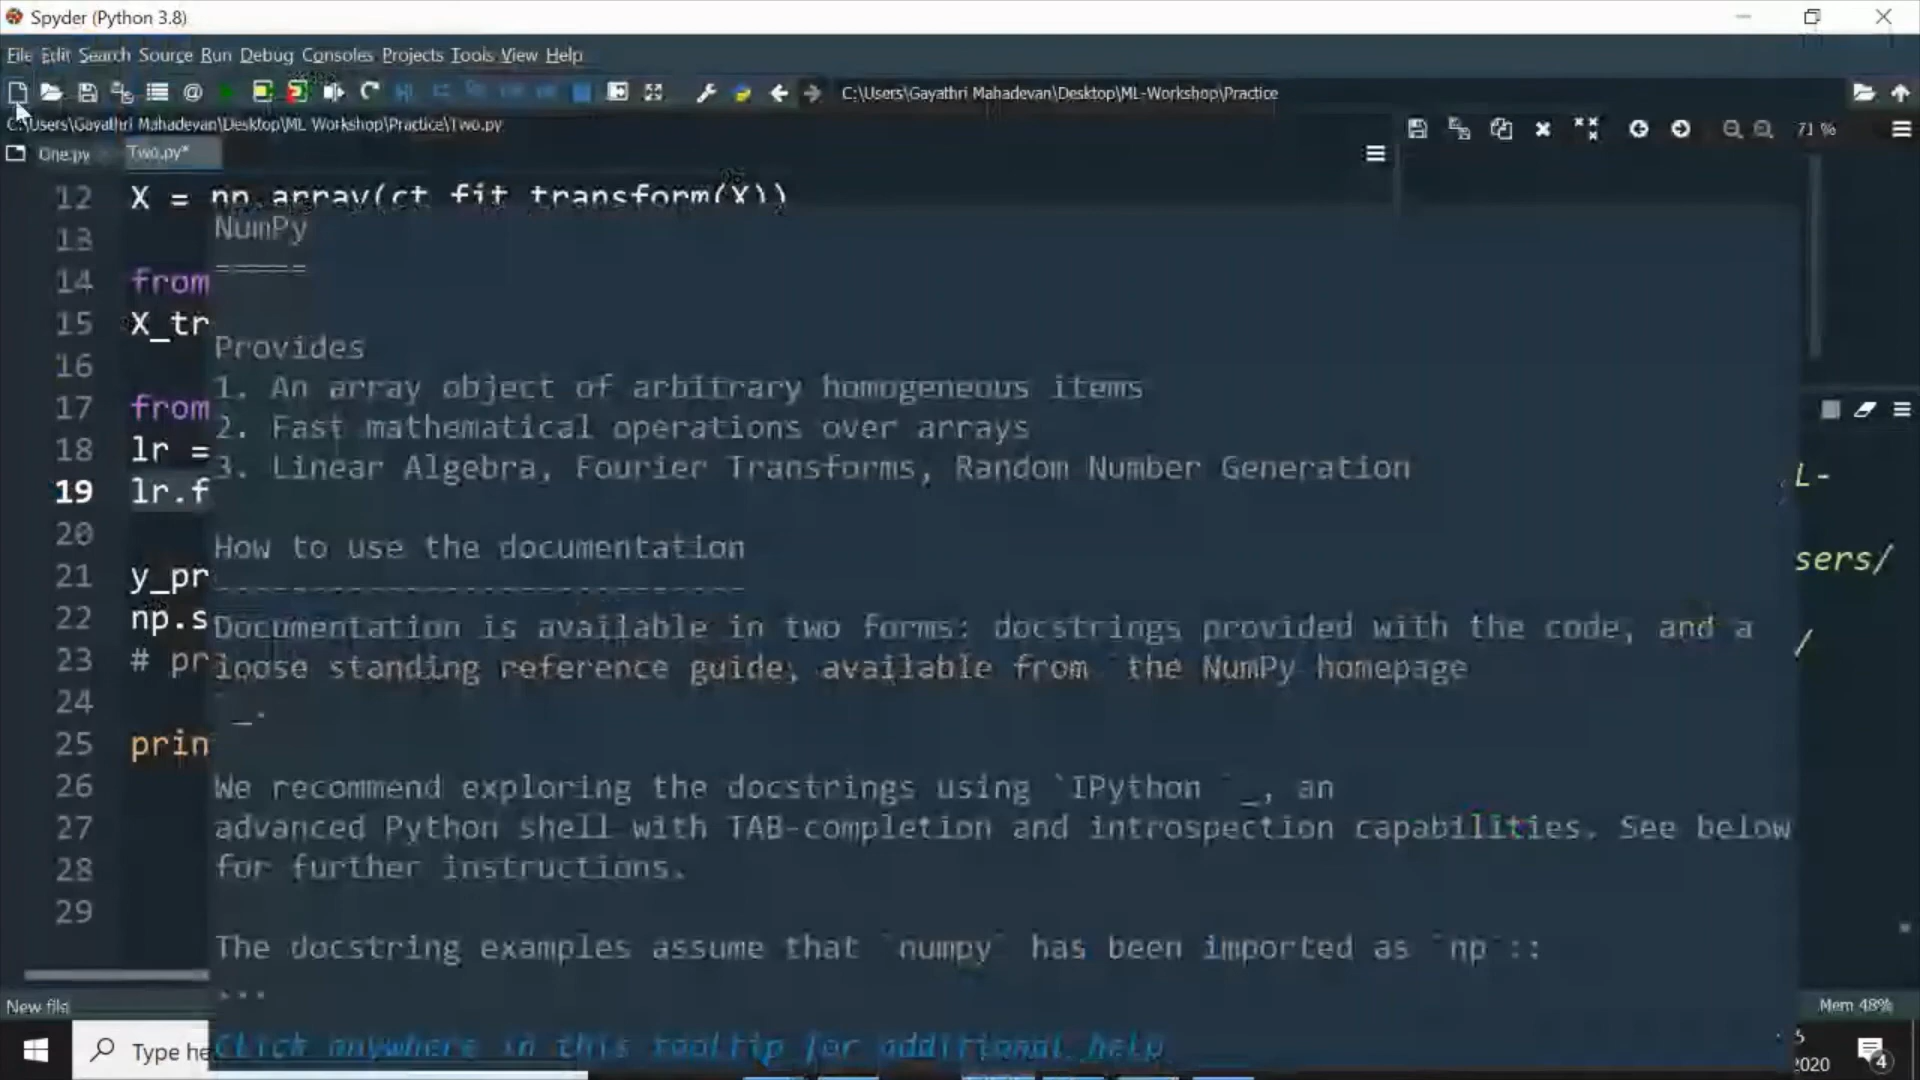 Spyder (Python 3.8)
File Edit Search Source Run Debug Consoles Projects Tools View Help
C:\Users\Gayathri Mahadevan\Desktop\ML-Workshop\Practice
C:\Users\Gayathri Mahadevan\Desktop\ML Workshop\Practice\Two.py
71 %
One.py Two.py*
12 X = np.array(ct.fit_transform(X))
13
NumPy
=====
14 from
15 X_tr
Provides
16
1. An array object of arbitrary homogeneous items
17 from
2. Fast mathematical operations over arrays
18 lr =
3. Linear Algebra, Fourier Transforms, Random Number Generation
L-
19 lr.f
20
How to use the documentation
sers/
21 y_pr
----------------------------
22 np.s
Documentation is available in two forms: docstrings provided with the code, and a
/
23 # pr
loose standing reference guide, available from `the NumPy homepage
24
_.
25 prin
26
We recommend exploring the docstrings using `IPython `_, an
27
advanced Python shell with TAB-completion and introspection capabilities. See below
28
for further instructions.
29
The docstring examples assume that `numpy` has been imported as `np`::
...
New file
Mem 48%
Click anywhere in this tooltip for additional help
Type he
2020
4